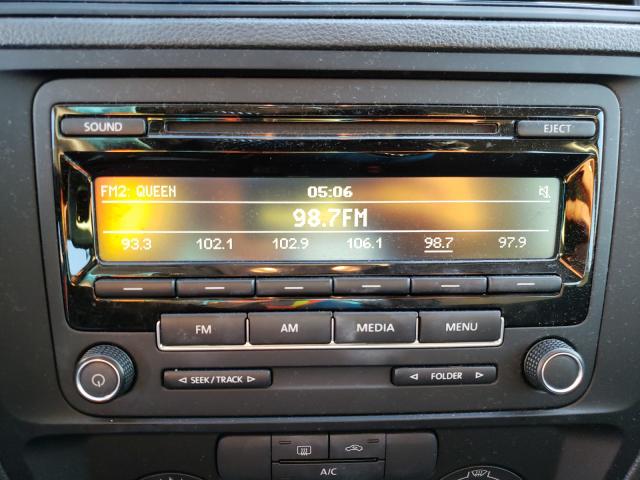 SOUND EJECT
FM2: QUEEN 05:06
98.7FM
93.3 102.1 102.9 106.1 98.7 97.9
FM AM MEDIA MENU
SEEK/TRACK FOLDER
A/C